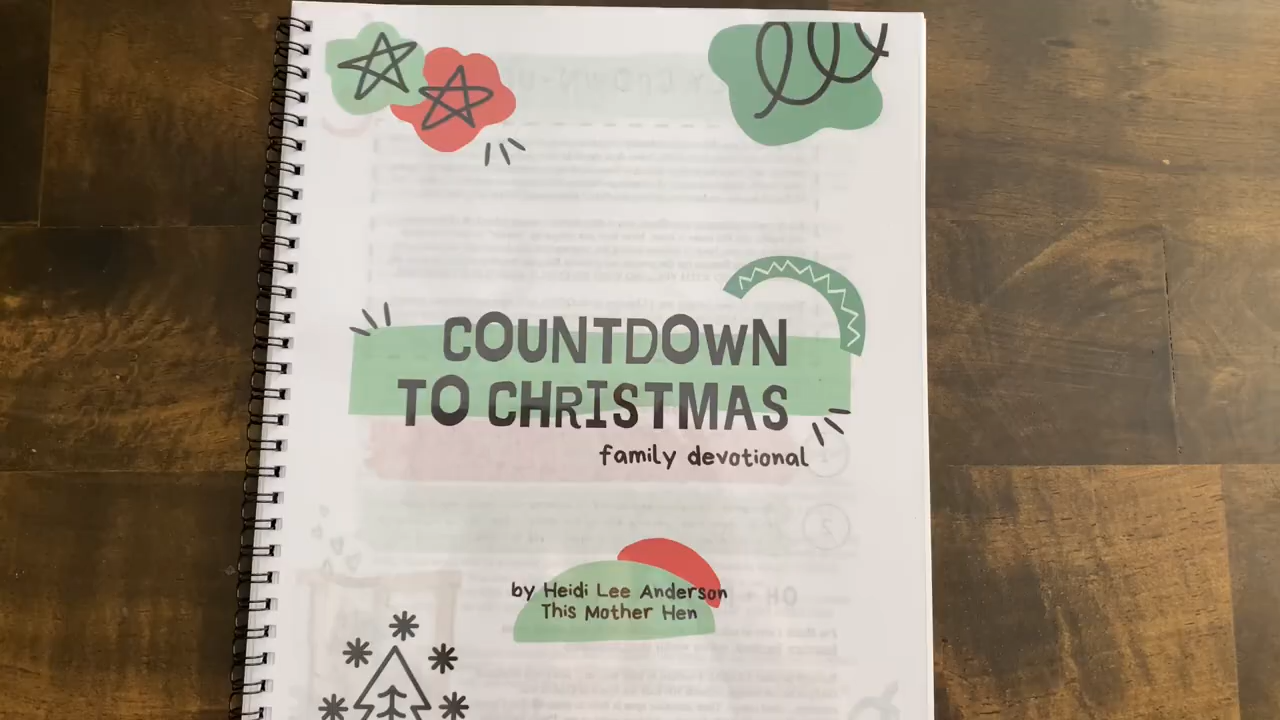 COUNTDOWN
TO CHRISTMAS
family devotional
by Heidi Lee Anderson
This Mother Hen